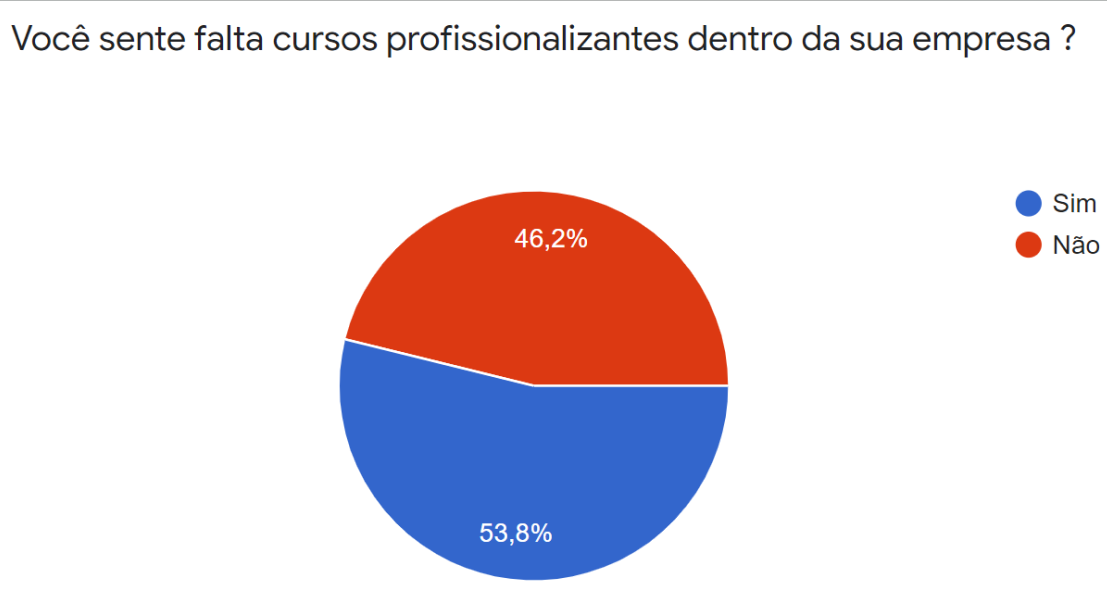 Você sente falta cursos profissionalizantes dentro da sua empresa ?
Sim
Não
46,2%
53,8%